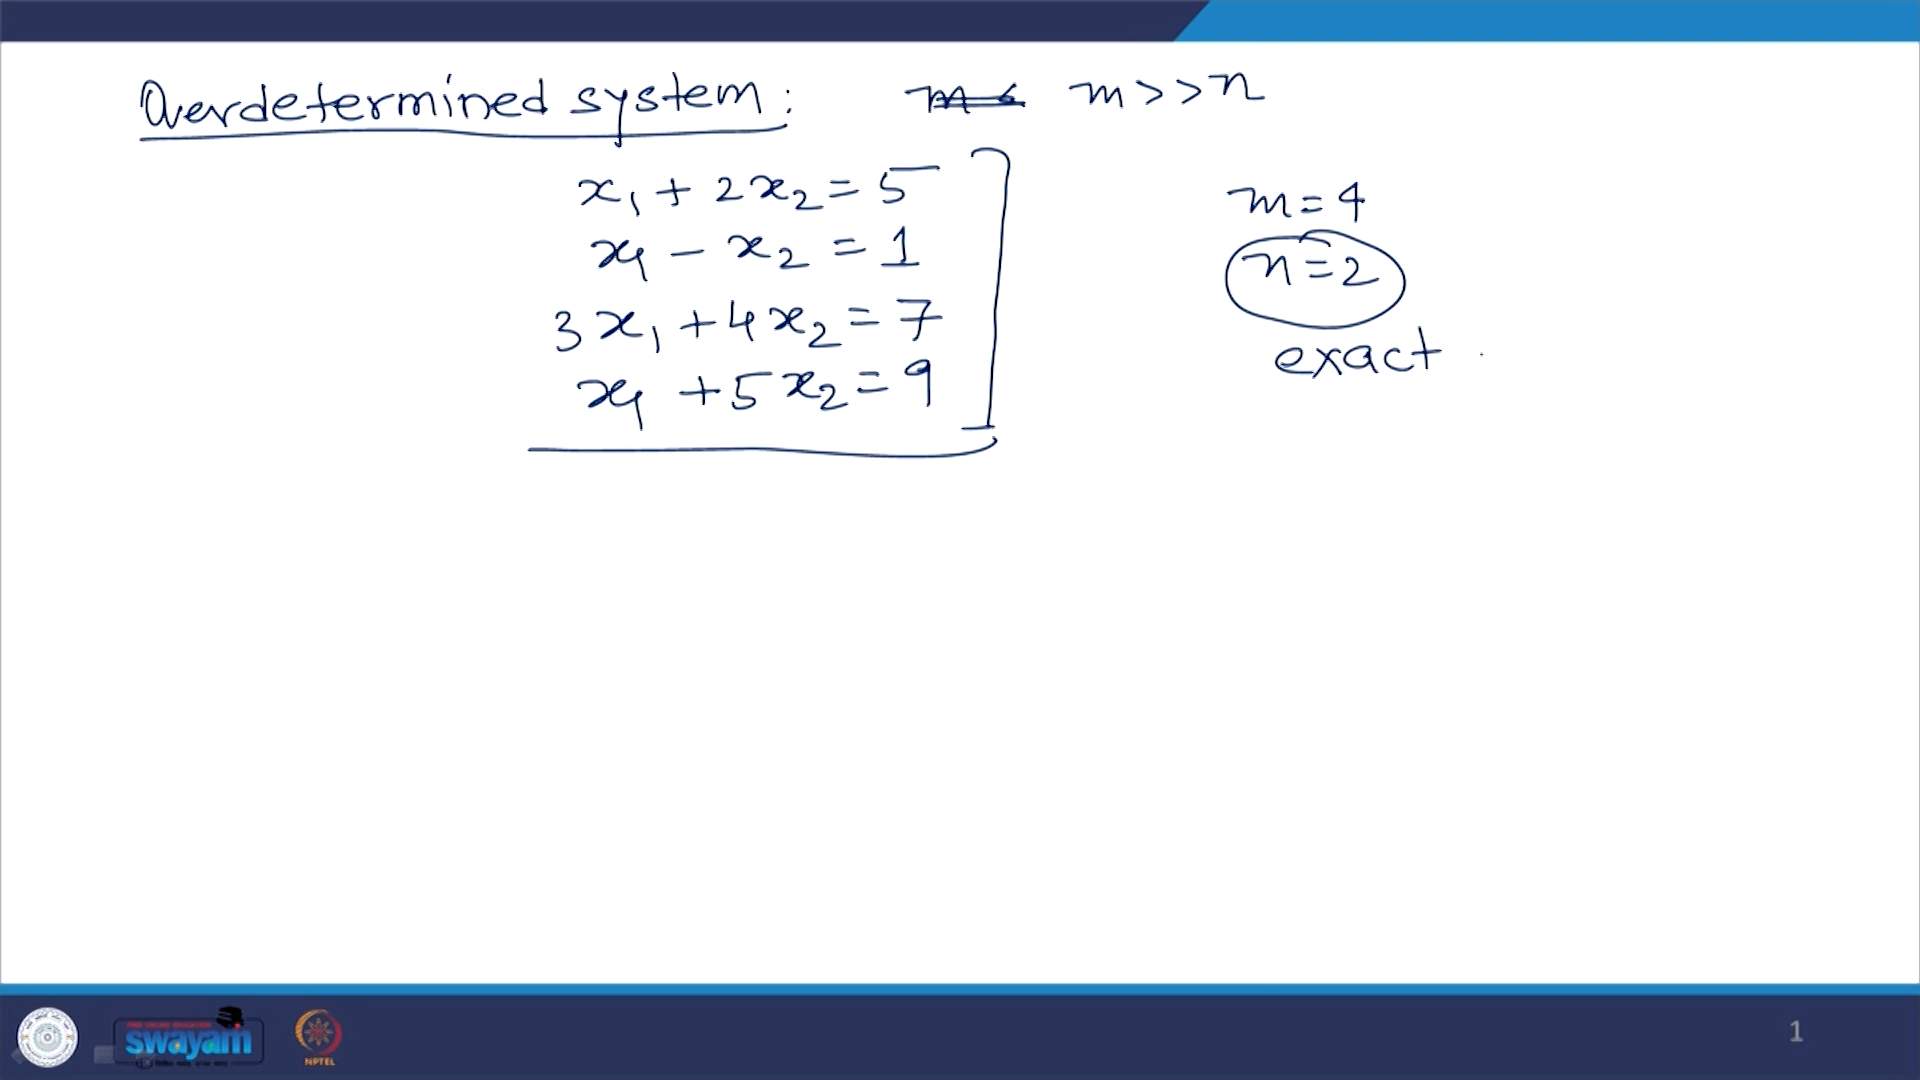 Overdetermined system: m< m>>n
x₁ + 2x₂ = 5
x₁ - x₂ = 1
3x₁ + 4x₂ = 7
x₁ + 5x₂ = 9
m = 4
n = 2
exact
swayam
NPTEL
1